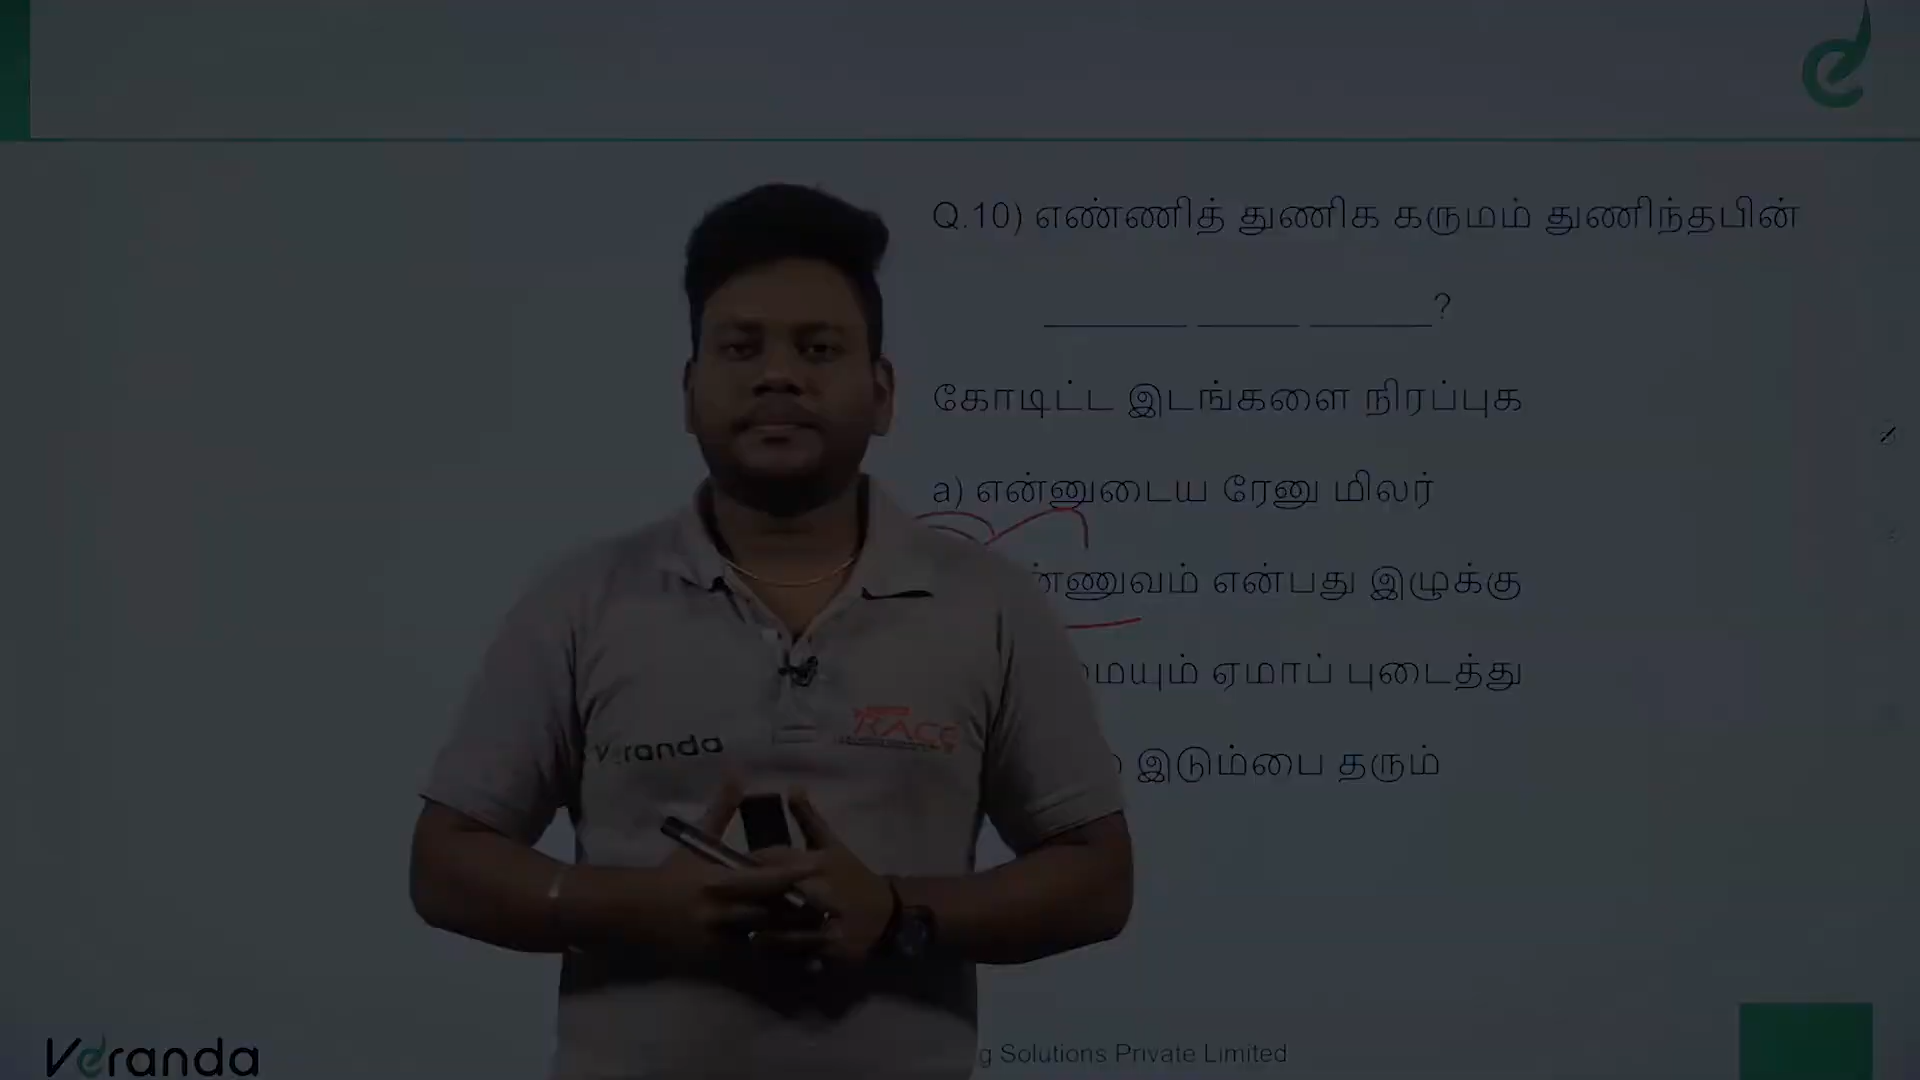 Q.10) எண்ணித் துணிக கருமம் துணிந்தபின்
_______ _____ ______?
கோடிட்ட இடங்களை நிரப்புக
a) என்னுடைய ரேனு மிலர்
ண்ணுவம் என்பது இழுக்கு
மையும் ஏமாப் புடைத்து
இடும்பை தரும்
Veranda
RACE
Veranda
g Solutions Private Limited